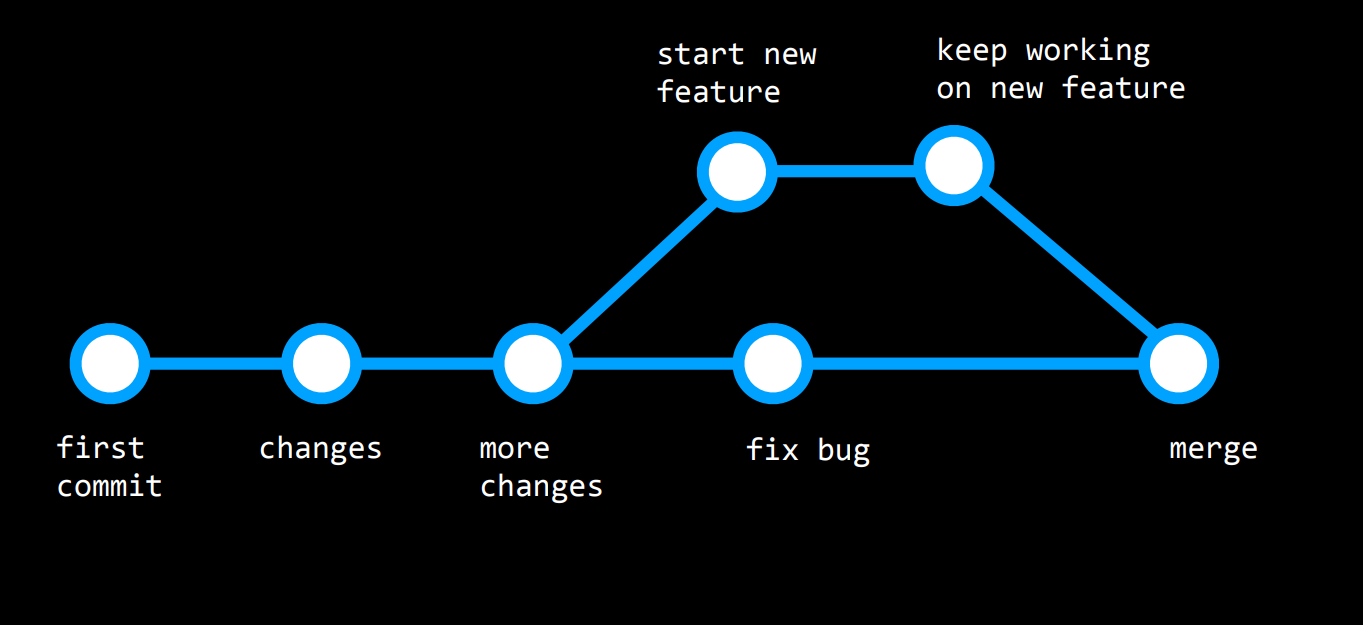 start new
feature
keep working
on new feature
first
commit
changes
more
changes
fix bug
merge